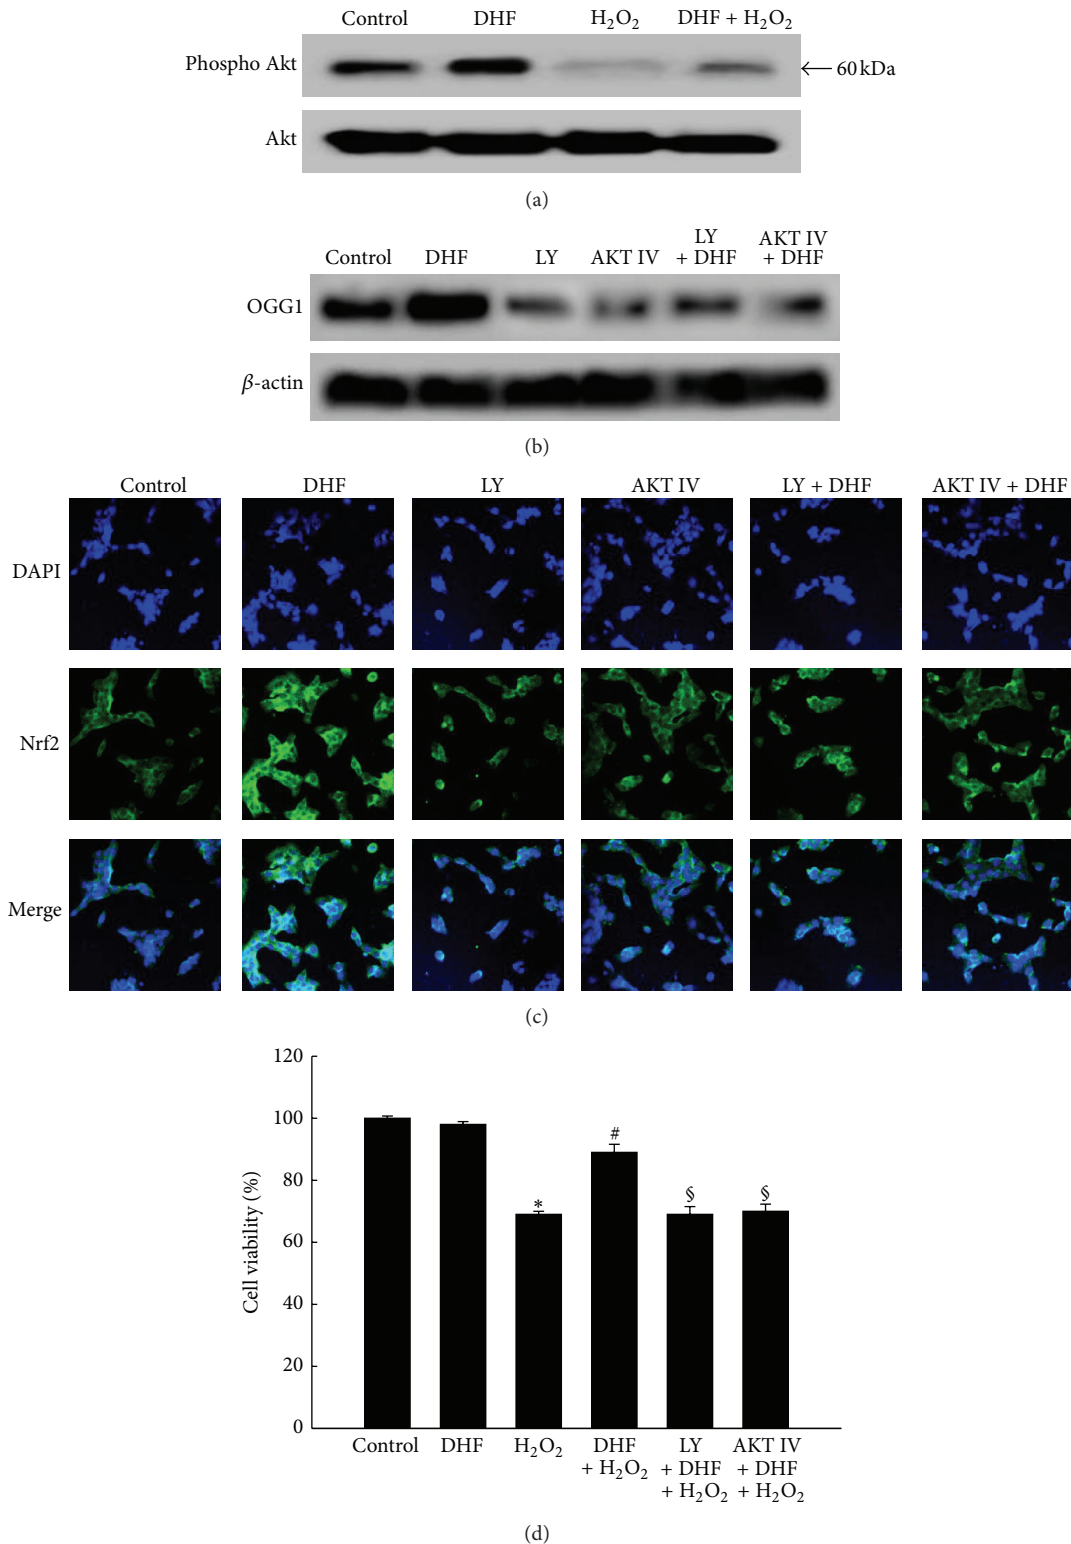 Control DHF H₂O₂ DHF + H₂O₂
Phospho Akt
60 kDa
Akt
(a)
Control DHF LY AKT IV LY + DHF AKT IV + DHF
OGG1
β-actin
(b)
Control DHF LY AKT IV LY + DHF AKT IV + DHF
DAPI
Nrf2
Merge
(c)
120
100
80
60
40
20
0
Cell viability (%)
*
#
§
§
Control DHF H₂O₂ DHF + H₂O₂ LY + DHF + H₂O₂ AKT IV + DHF + H₂O₂
(d)